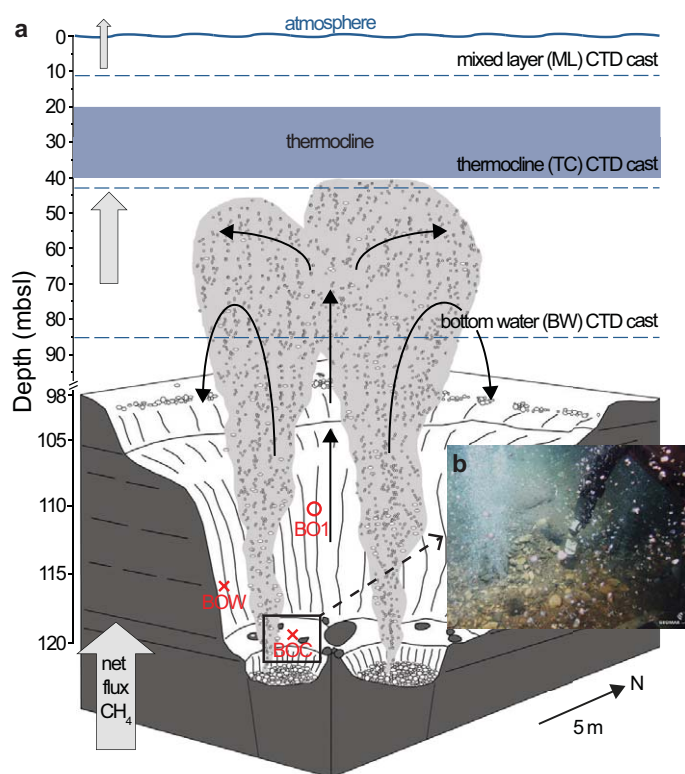 a
atmosphere
0
mixed layer (ML) CTD cast
10
20
thermocline
30
thermocline (TC) CTD cast
40
50
60
70
80
bottom water (BW) CTD cast
90
98
105
b
110
BO1
115
BOW
120
BOC
GEOMAR
net
flux
CH₄
N
5 m
Depth (mbsl)